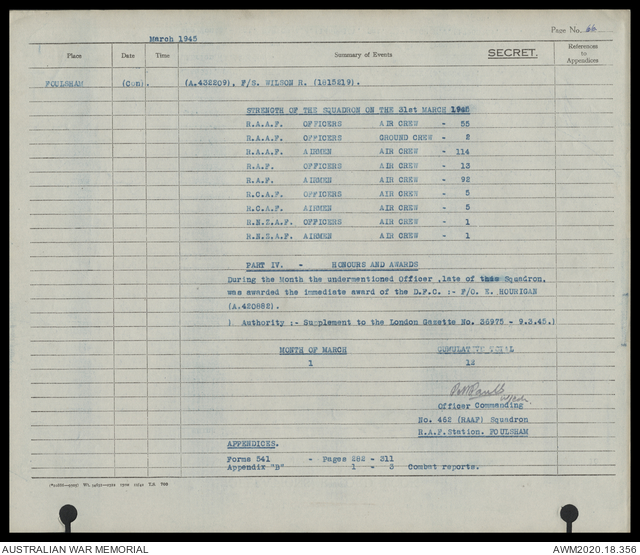 March 1945
Page No. 66
Place Date Time Summary of Events SECRET. References to Appendices
FOULSHAM (Con). (A.432209), F/S. WILSON R. (1815219).
STRENGTH OF THE SQUADRON ON THE 31st MARCH 1945
R.A.A.F. OFFICERS AIR CREW - 55
R.A.A.F. OFFICERS GROUND CREW - 2
R.A.A.F. AIRMEN AIR CREW - 114
R.A.F. OFFICERS AIR CREW - 13
R.A.F. AIRMEN AIR CREW - 92
R.C.A.F. OFFICERS AIR CREW - 5
R.C.A.F. AIRMEN AIR CREW - 5
R.N.Z.A.F. OFFICERS AIR CREW - 1
R.N.Z.A.F. AIRMEN AIR CREW - 1
PART IV. - HONOURS AND AWARDS
During the Month the undermentioned Officer ,late of this Squadron,
was awarded the immediate award of the D.F.C. :- F/O. E. HOURIGAN
(A.420882).
( Authority :- Supplement to the London Gazette No. 36975 - 9.3.45.)
MONTH OF MARCH CUMULATIVE TOTAL
1 12
W/Cdr.
Officer Commanding
No. 462 (RAAF) Squadron
R.A.F. Station. FOULSHAM
APPENDICES.
Forms 541 - Pages 282 - 311
Appendix "B" 1 - 3 Combat reports.
AUSTRALIAN WAR MEMORIAL AWM2020.18.356